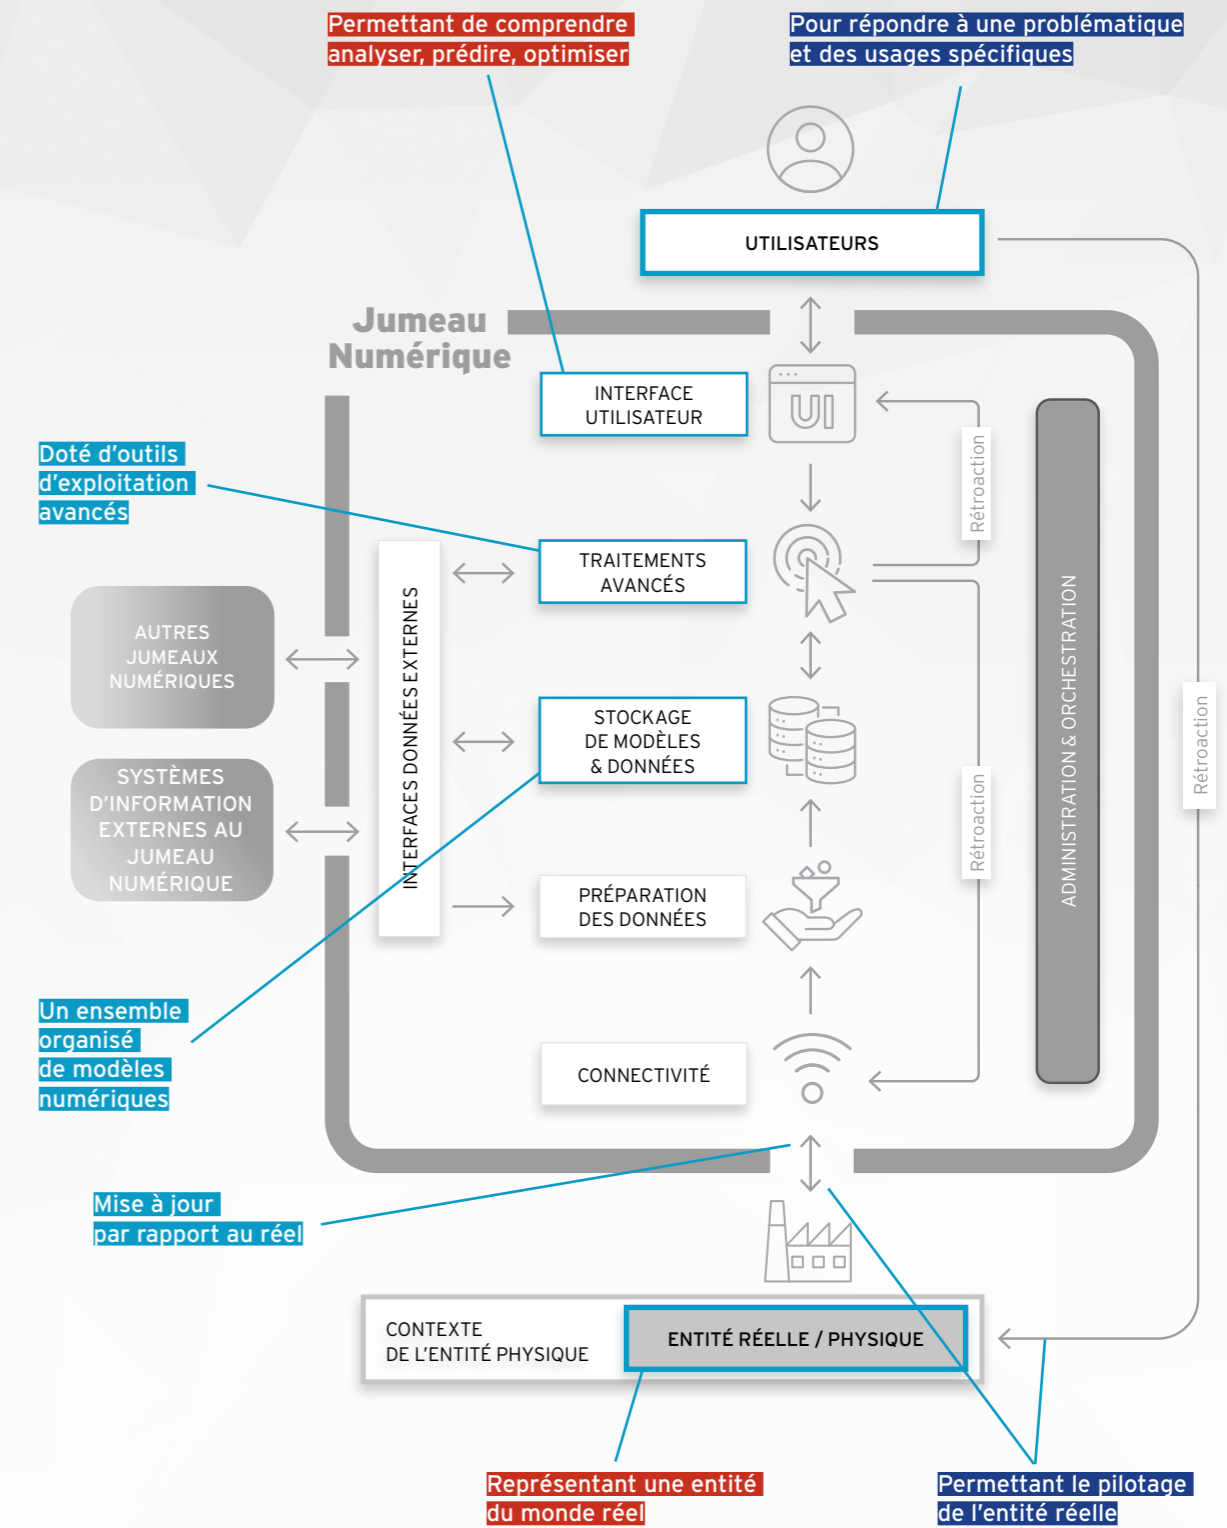 Permettant de comprendre
analyser, prédire, optimiser
Pour répondre à une problématique
et des usages spécifiques
UTILISATEURS
Jumeau
Numérique
INTERFACE
UTILISATEUR
UI
Rétroaction
Doté d'outils
d'exploitation
avancés
TRAITEMENTS
AVANCÉS
INTERFACES DONNÉES EXTERNES
AUTRES
JUMEAUX
NUMÉRIQUES
ADMINISTRATION & ORCHESTRATION
Rétroaction
STOCKAGE
DE MODÈLES
& DONNÉES
SYSTÈMES
D'INFORMATION
EXTERNES AU
JUMEAU
NUMÉRIQUE
Rétroaction
PRÉPARATION
DES DONNÉES
Un ensemble
organisé
de modèles
numériques
CONNECTIVITÉ
Mise à jour
par rapport au réel
CONTEXTE
DE L'ENTITÉ PHYSIQUE
ENTITÉ RÉELLE / PHYSIQUE
Représentant une entité
du monde réel
Permettant le pilotage
de l'entité réelle